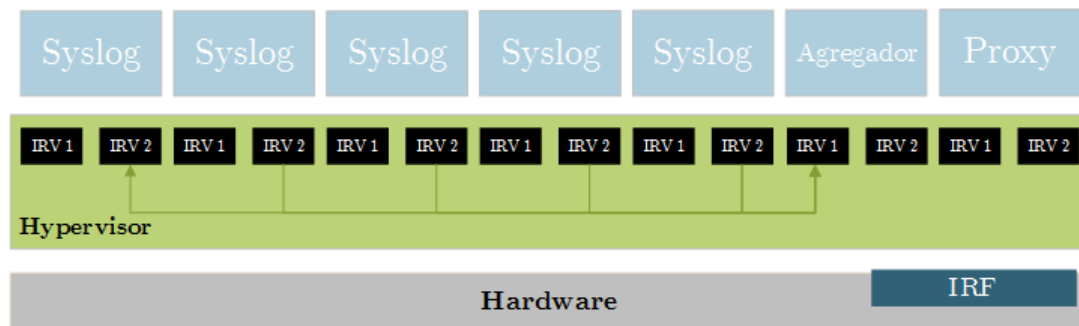 Syslog Syslog Syslog Syslog Syslog Agregador Proxy
IRV 1 IRV 2 IRV 1 IRV 2 IRV 1 IRV 2 IRV 1 IRV 2 IRV 1 IRV 2 IRV 1 IRV 2 IRV 1 IRV 2
Hypervisor
IRF
Hardware